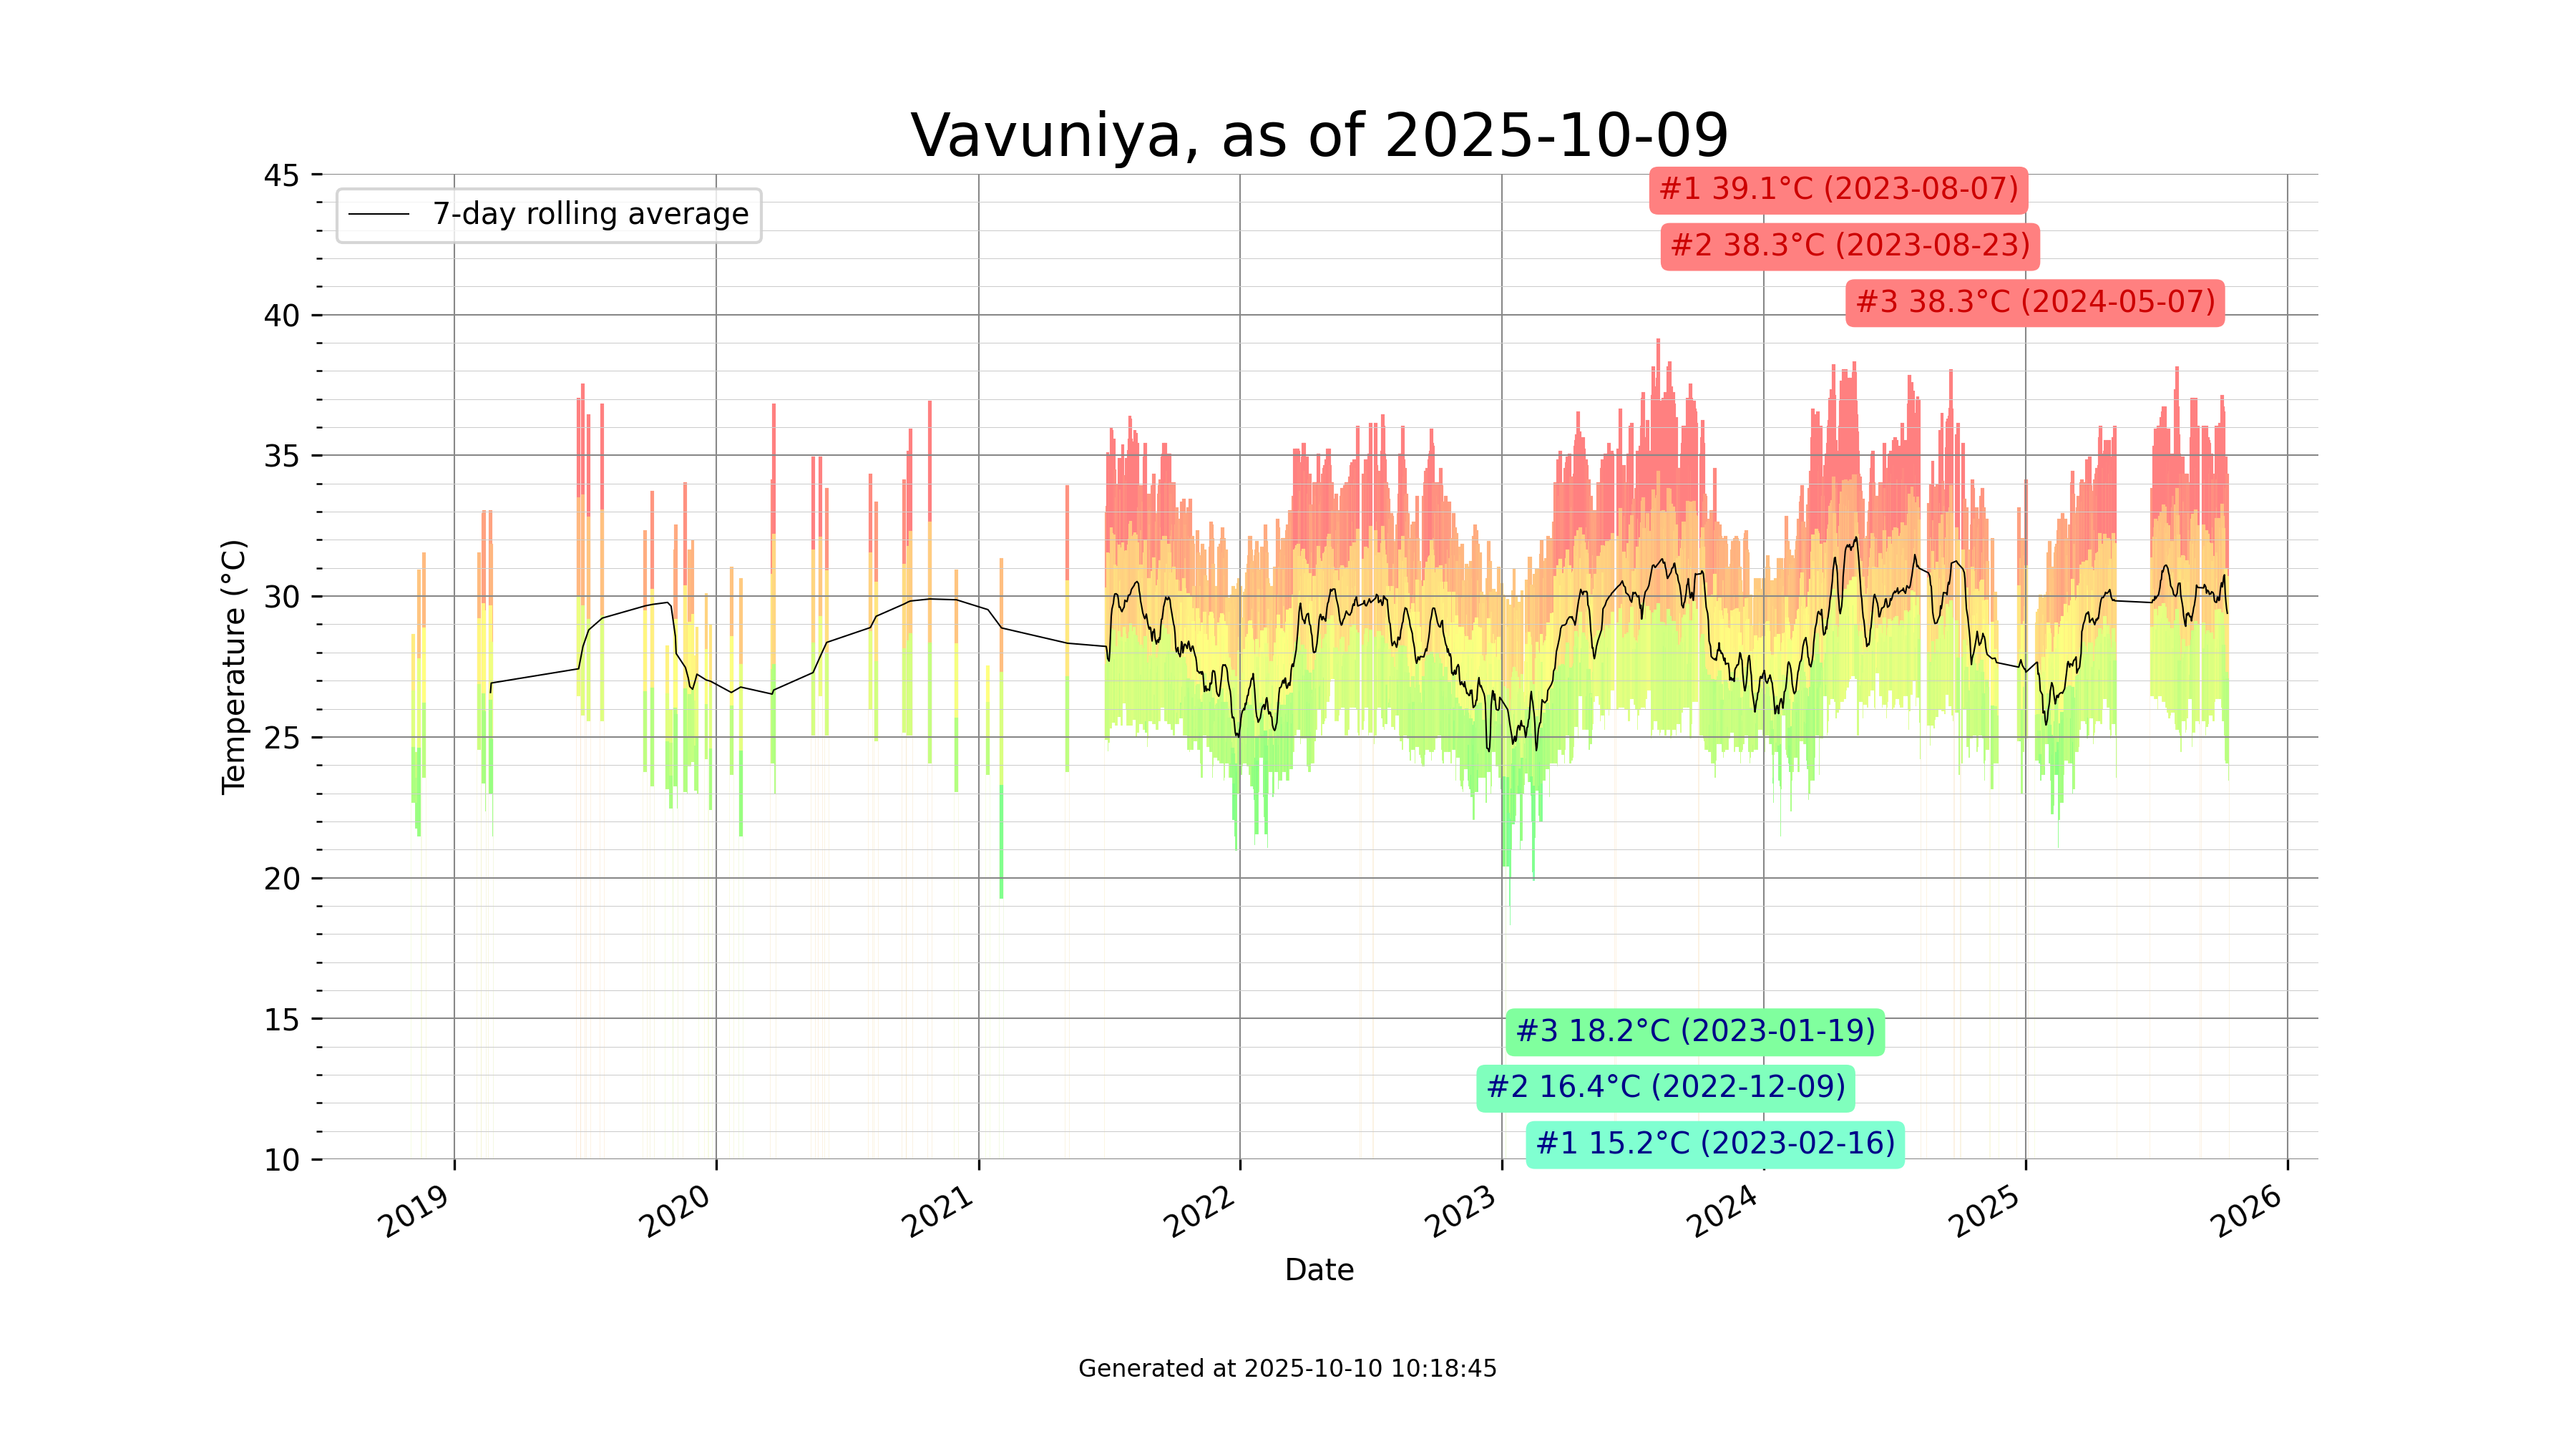 Vavuniya, as of 2025-10-09
45
40
35
30
25
20
15
10
Temperature (°C)
7-day rolling average
#1 39.1°C (2023-08-07)
#2 38.3°C (2023-08-23)
#3 38.3°C (2024-05-07)
#3 18.2°C (2023-01-19)
#2 16.4°C (2022-12-09)
#1 15.2°C (2023-02-16)
2019 2020 2021 2022 2023 2024 2025 2026
Date
Generated at 2025-10-10 10:18:45